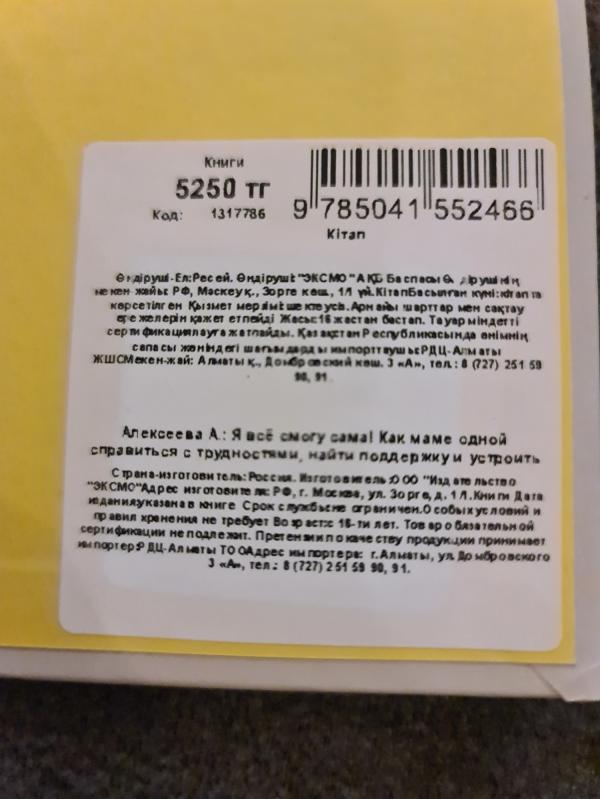 Книги
5250 тг
Код: 1317786
9 785041 552466
Кітап
Өндіруші-Ел:Ресей. Өндіруші:"ЭКСМО" АҚБ БаспасыӨндірушінің
мекен-жайы: РФ, Мәскеу қ., Зорге көш., 1/1 үй.КітапБасылған күні:кітапта
көрсетілген Қызмет мерзімі:шектеусіз.Арнайы шарттар мен сақтау
ережелерін қажет етпейді Жасы:16 жастан бастап. Тауар міндетті
сертификациялауға жатпайды. Қазақстан Республикасында өнімнің
сапасы жөніндегі шағымдарды импорттаушы:РДЦ-Алматы
ЖШСМекен-жай: Алматы қ., Домбровский көш. 3 «А», тел.: 8 (727) 251 59
90, 91.
Алексеева А.: Я всё смогу сама! Как маме одной
справиться с трудностями, найти поддержку и устроить
Страна-изготовитель:Россия. Изготовитель:ООО "Издательство
"ЭКСМО"Адрес изготовителя: РФ, г. Москва, ул. Зорге, д. 1/1.Книги Дата
издания:указана в книге Срок службы:не ограничен.Особых условий и
правил хранения не требует Возраст:с 16-ти лет. Товар обязательной
сертификации не подлежит. Претензии по качеству продукции принимает
импортер:РДЦ-Алматы ТООАдрес импортера: г.Алматы, ул.Домбровского
3 «А», тел.: 8 (727) 251 59 90, 91.